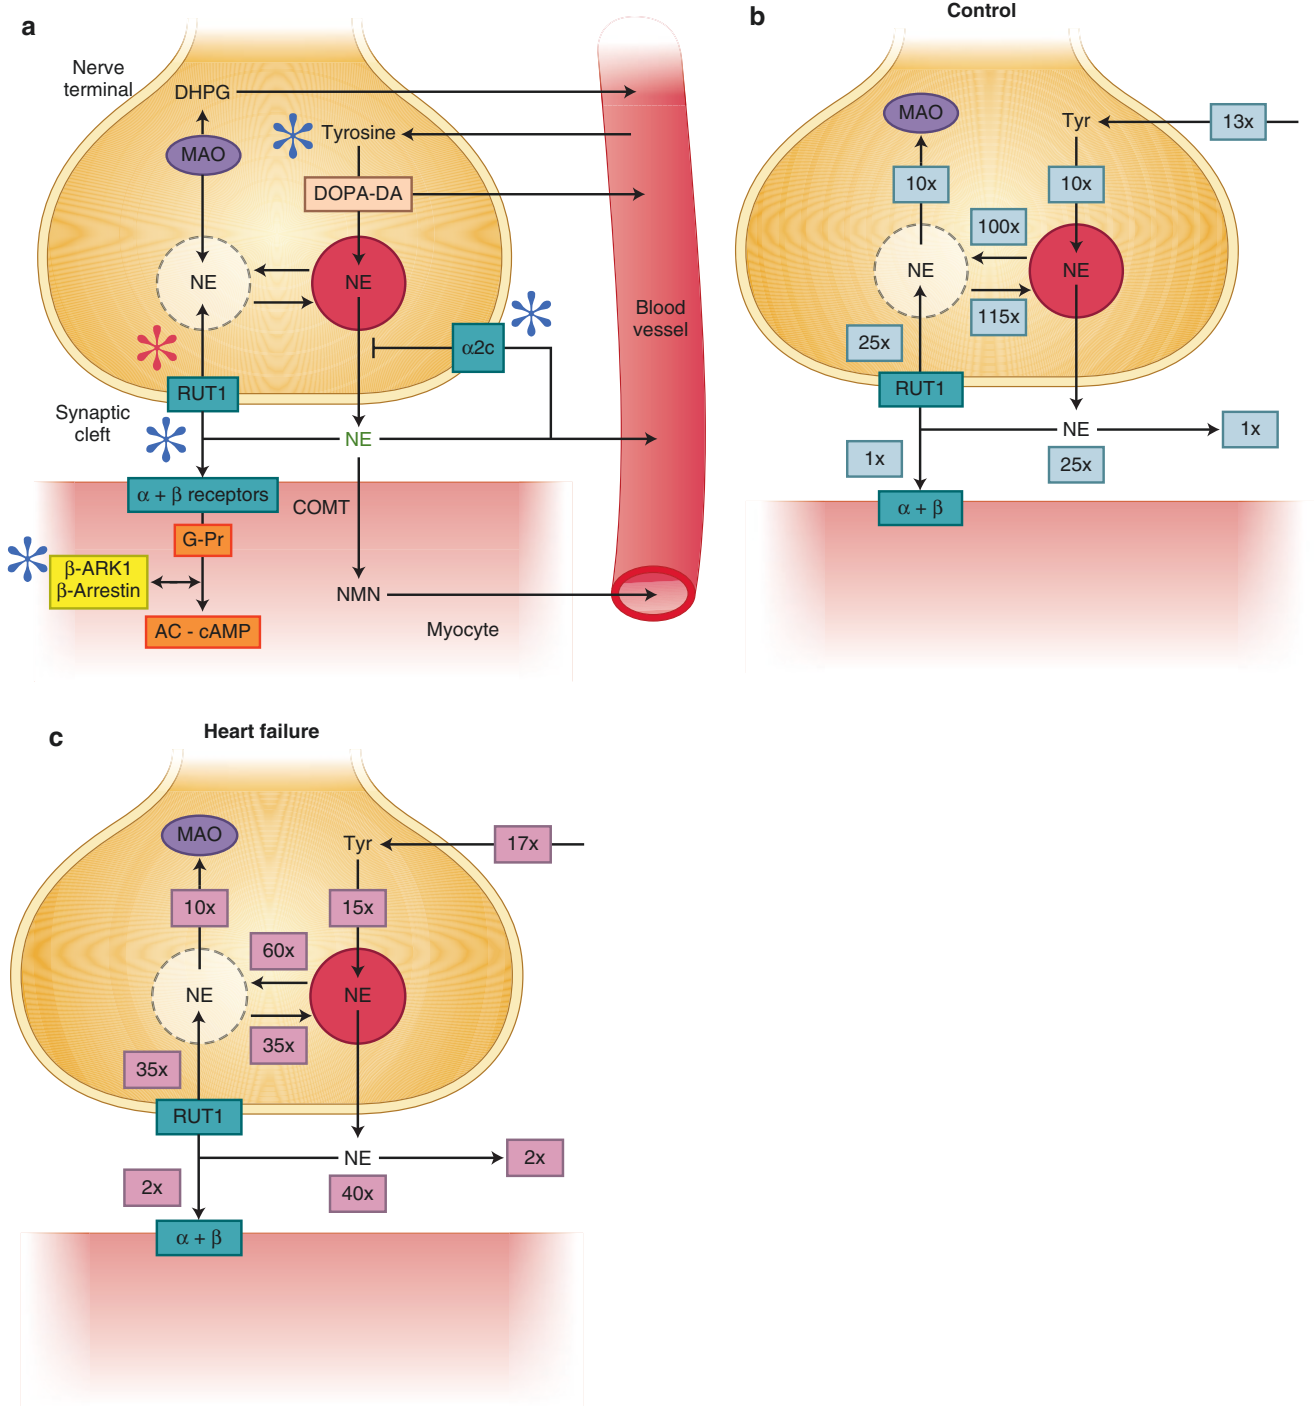 a
Nerve
terminal
DHPG
Tyrosine
MAO
DOPA-DA
NE
NE
α2c
Blood
vessel
RUT1
Synaptic
cleft
NE
α + β receptors
COMT
G-Pr
β-ARK1
β-Arrestin
NMN
AC - cAMP
Myocyte
b
Control
MAO
Tyr
13x
10x
10x
100x
NE
NE
115x
25x
RUT1
NE
1x
1x
25x
α + β
c
Heart failure
MAO
Tyr
17x
10x
15x
60x
NE
NE
35x
35x
RUT1
NE
2x
2x
40x
α + β